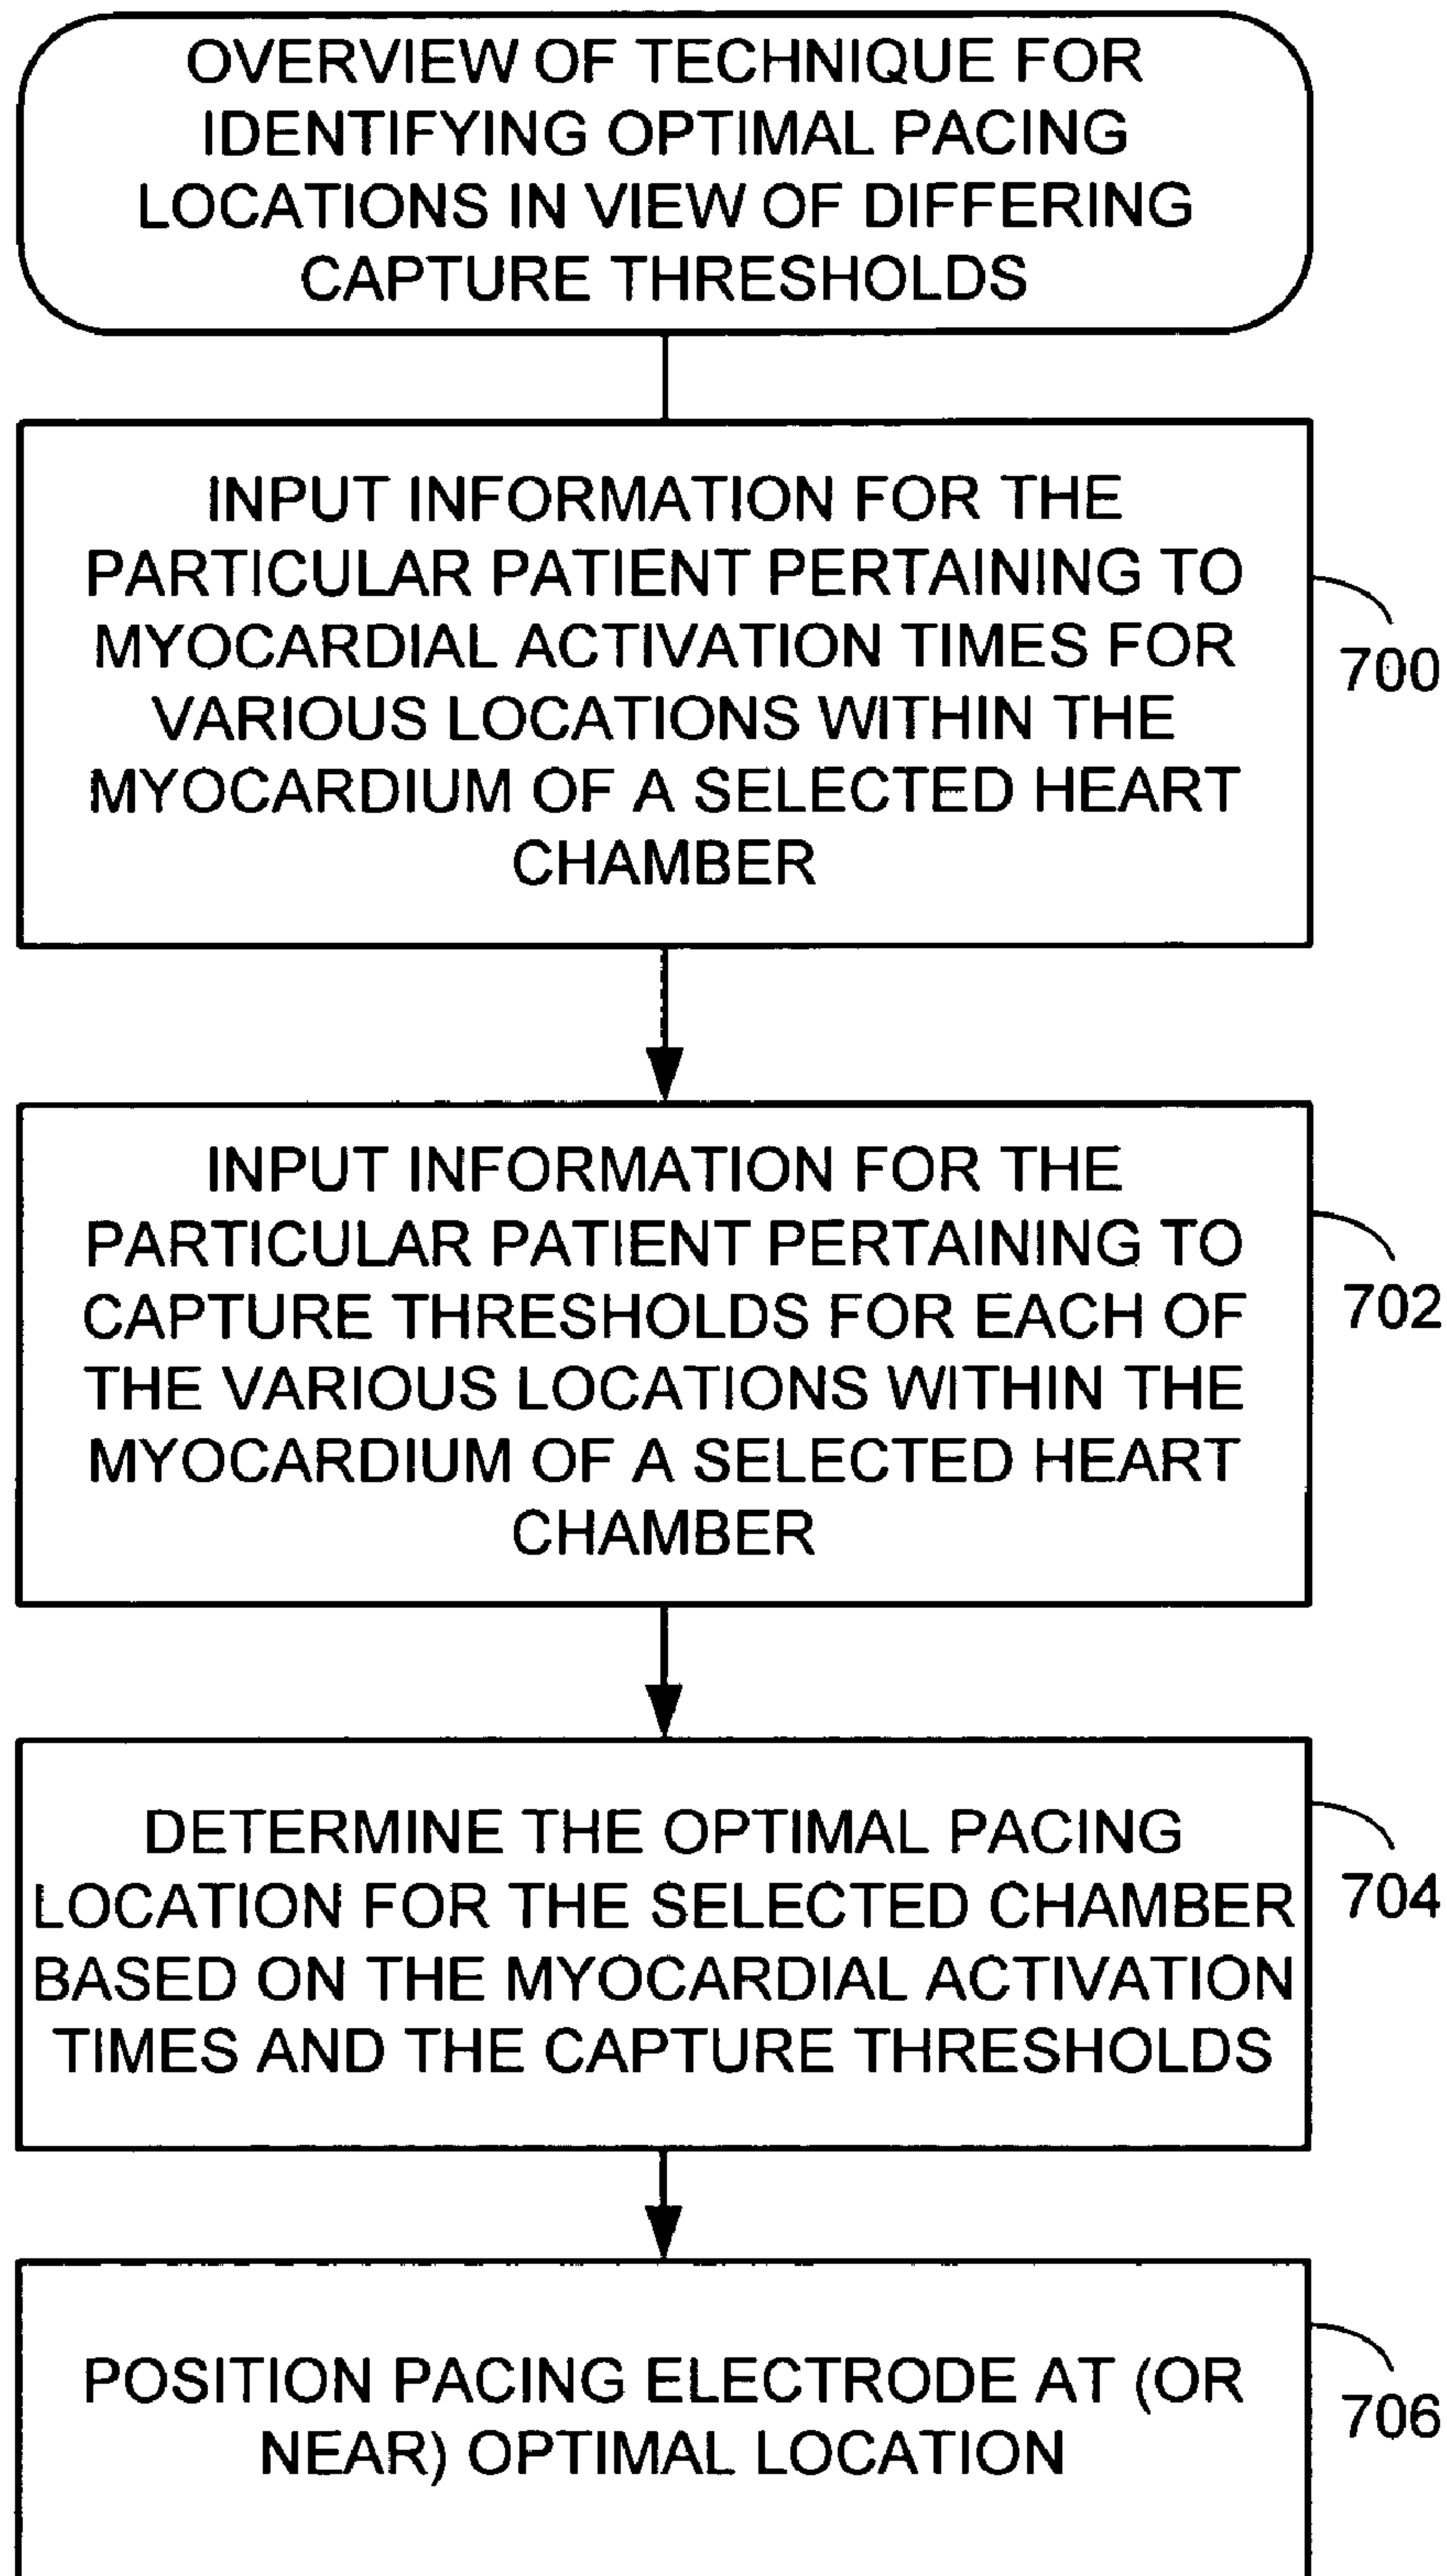 OVERVIEW OF TECHNIQUE FOR
IDENTIFYING OPTIMAL PACING
LOCATIONS IN VIEW OF DIFFERING
CAPTURE THRESHOLDS
INPUT INFORMATION FOR THE
PARTICULAR PATIENT PERTAINING TO
MYOCARDIAL ACTIVATION TIMES FOR
VARIOUS LOCATIONS WITHIN THE
MYOCARDIUM OF A SELECTED HEART
CHAMBER
700
INPUT INFORMATION FOR THE
PARTICULAR PATIENT PERTAINING TO
CAPTURE THRESHOLDS FOR EACH OF
THE VARIOUS LOCATIONS WITHIN THE
MYOCARDIUM OF A SELECTED HEART
CHAMBER
702
DETERMINE THE OPTIMAL PACING
LOCATION FOR THE SELECTED CHAMBER
BASED ON THE MYOCARDIAL ACTIVATION
TIMES AND THE CAPTURE THRESHOLDS
704
POSITION PACING ELECTRODE AT (OR
NEAR) OPTIMAL LOCATION
706